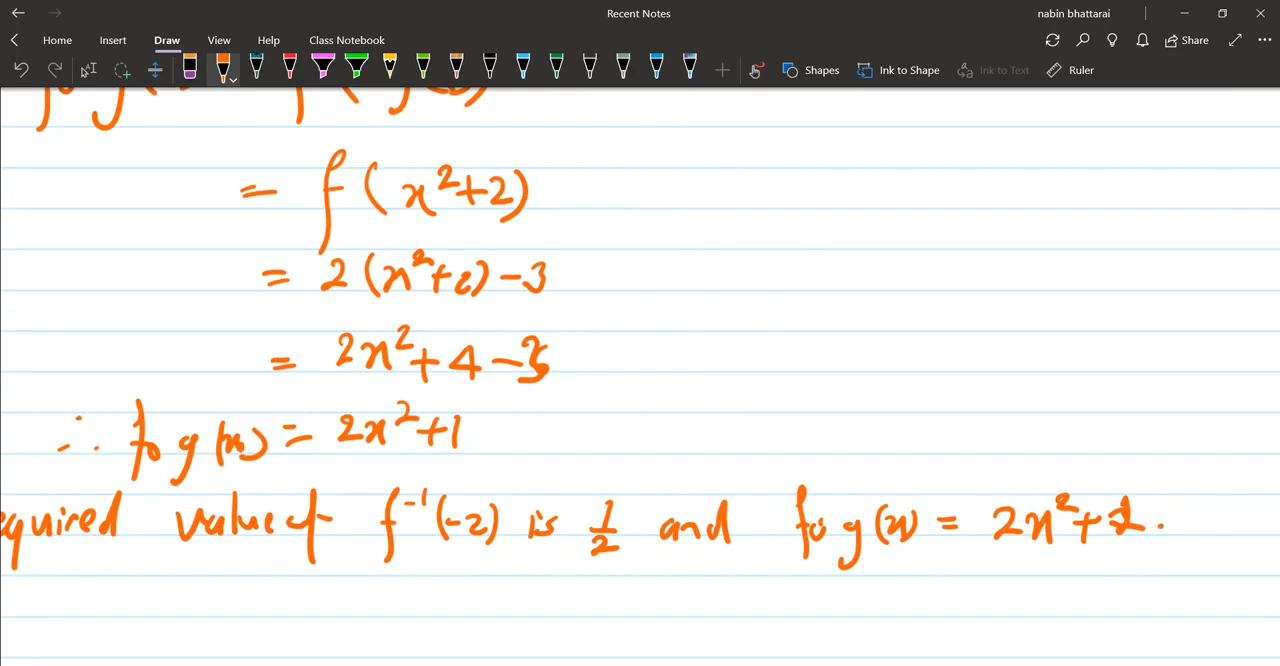 Recent Notes
nabin bhattarai
Home Insert Draw View Help Class Notebook
Share
Shapes Ink to Shape Ink to Text Ruler
= f(x²+2)
= 2(x²+2)-3
= 2x²+4-3
∴ fog(x) = 2x²+1
equired value of f⁻¹(-2) is 1/2 and fog(x) = 2x²+1.